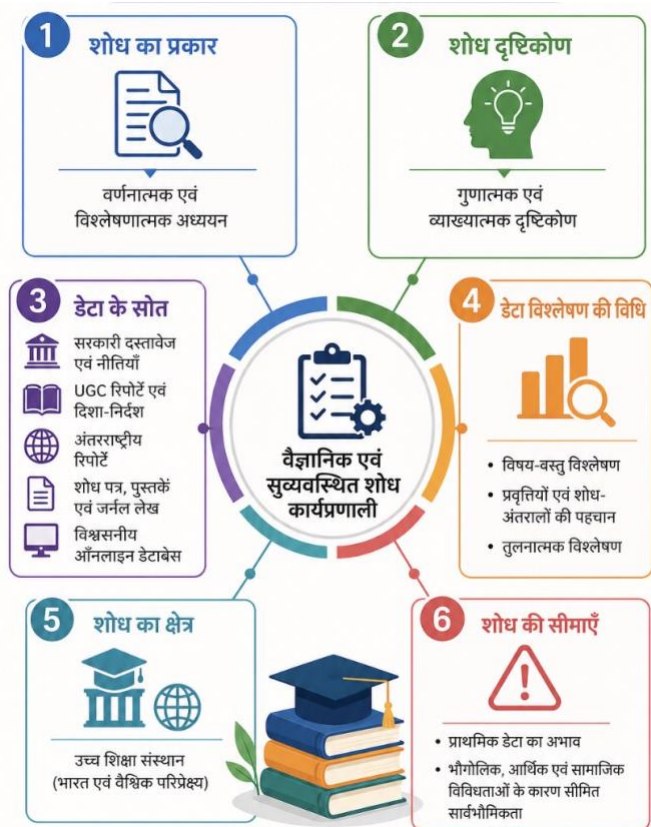 1
शोध का प्रकार
वर्णनात्मक एवं
विश्लेषणात्मक अध्ययन
2
शोध दृष्टिकोण
गुणात्मक एवं
व्याख्यात्मक दृष्टिकोण
3
डेटा के सोत
सरकारी दस्तावेज
एवं नीतियाँ
UGC रिपोर्टें एवं
दिशा-निर्देश
अंतरराष्ट्रीय
रिपोर्टें
शोध पत्र, पुस्तकें
एवं जर्नल लेख
विश्वसनीय
ऑनलाइन डेटाबेस
वैज्ञानिक एवं
सुव्यवस्थित शोध
कार्यप्रणाली
4
डेटा विश्लेषण की विधि
• विषय-वस्तु विश्लेषण
• प्रवृत्तियों एवं शोध-
अंतरालों की पहचान
• तुलनात्मक विश्लेषण
5
शोध का क्षेत्र
उच्च शिक्षा संस्थान
(भारत एवं वैश्विक परिप्रेक्ष्य)
6
शोध की सीमाएँ
• प्राथमिक डेटा का अभाव
• भौगोलिक, आर्थिक एवं सामाजिक
विविधताओं के कारण सीमित
सार्वभौमिकता